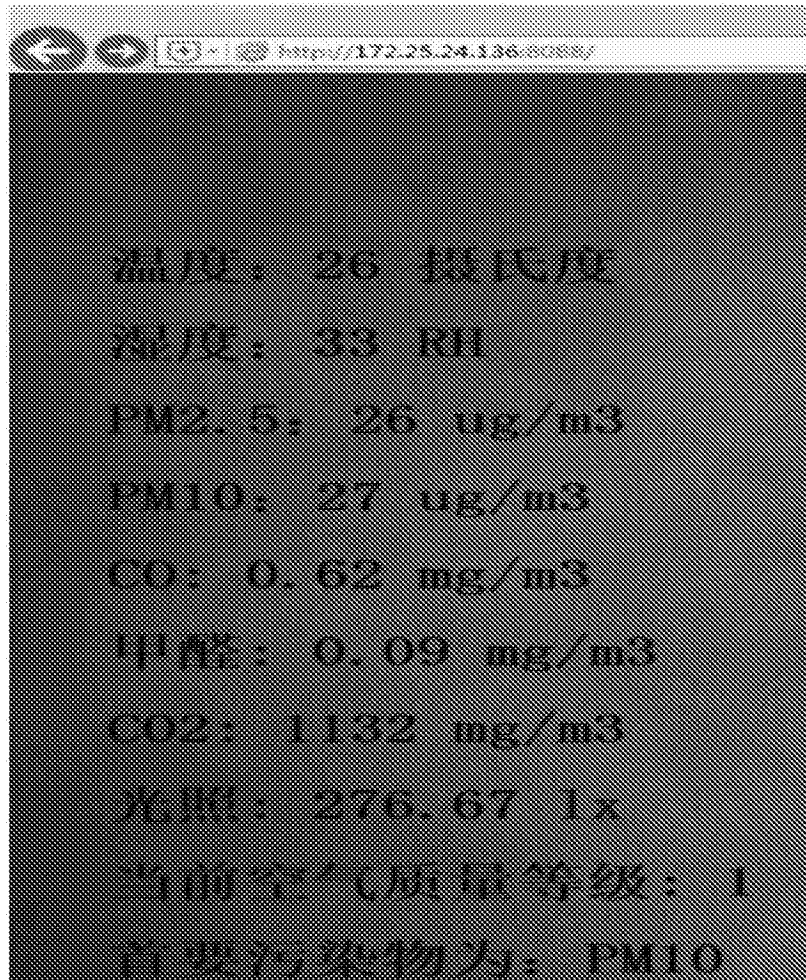 http://172.25.24.136:8088/
温度: 26 摄氏度
湿度: 33 RH
PM2.5: 26 ug/m3
PM10: 27 ug/m3
CO: 0.62 mg/m3
甲醛: 0.09 mg/m3
CO2: 1132 mg/m3
光照: 276.67 lx
当前空气质量等级: 1
首要污染物为: PM10